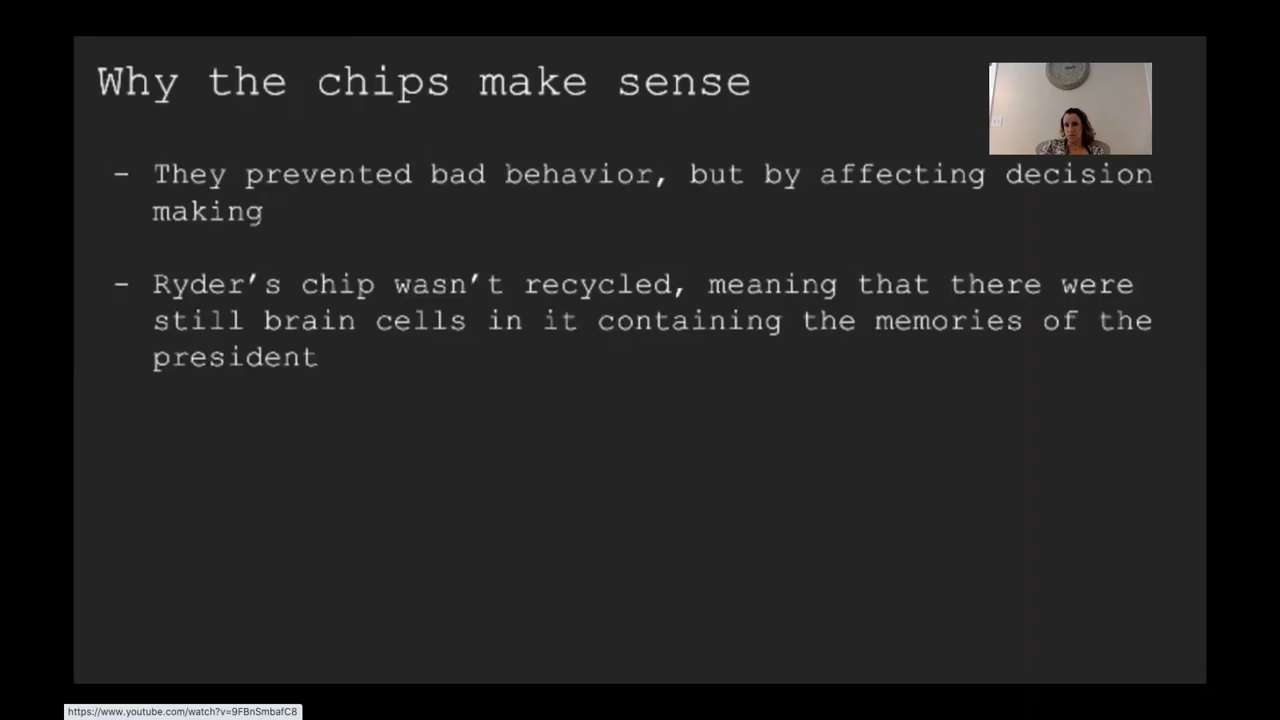 Why the chips make sense
- They prevented bad behavior, but by affecting decision
making
- Ryder’s chip wasn’t recycled, meaning that there were
still brain cells in it containing the memories of the
president
https://www.youtube.com/watch?v=9FBnSmbafC8